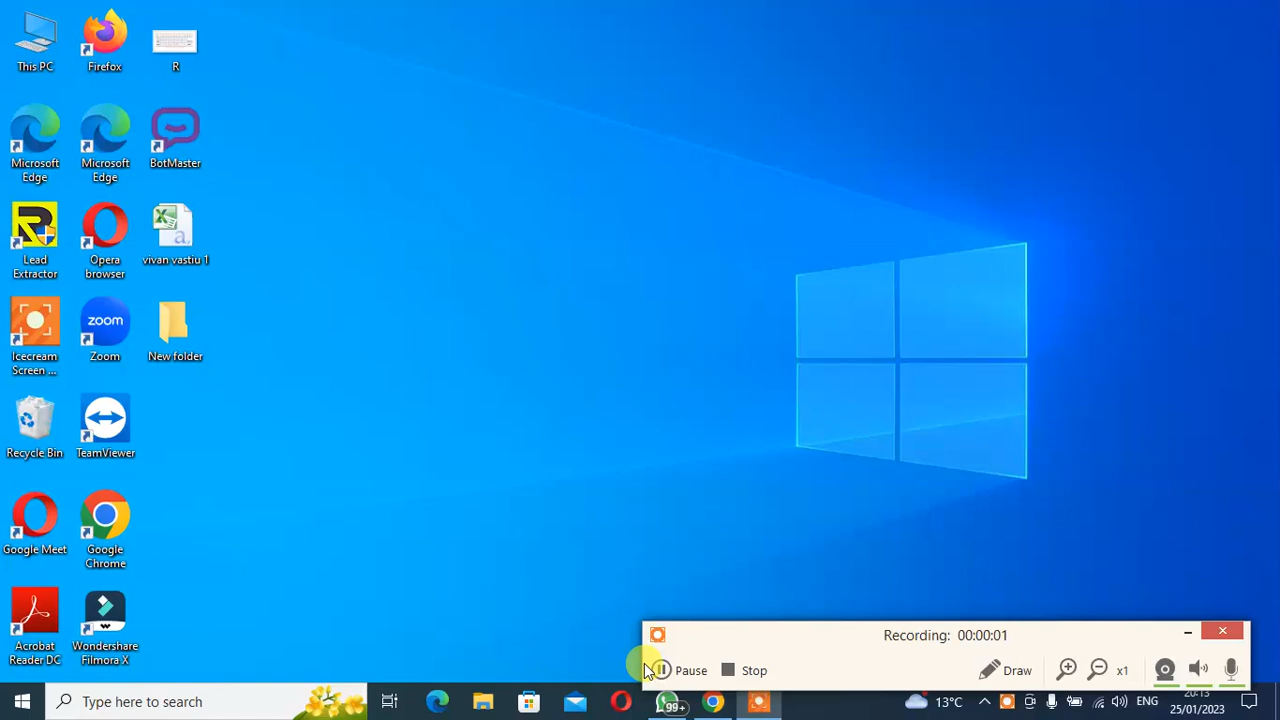 This PC
Firefox
R
Microsoft
Edge
Microsoft
Edge
BotMaster
Lead
Extractor
Opera
browser
vivan vastiu 1
Icecream
Screen ...
zoom
Zoom
New folder
Recycle Bin
TeamViewer
Google Meet
Google
Chrome
Acrobat
Reader DC
Wondershare
Filmora X
Recording: 00:00:01
Pause
Stop
Draw
x1
Type here to search
99+
13°C
ENG
20:13
25/01/2023